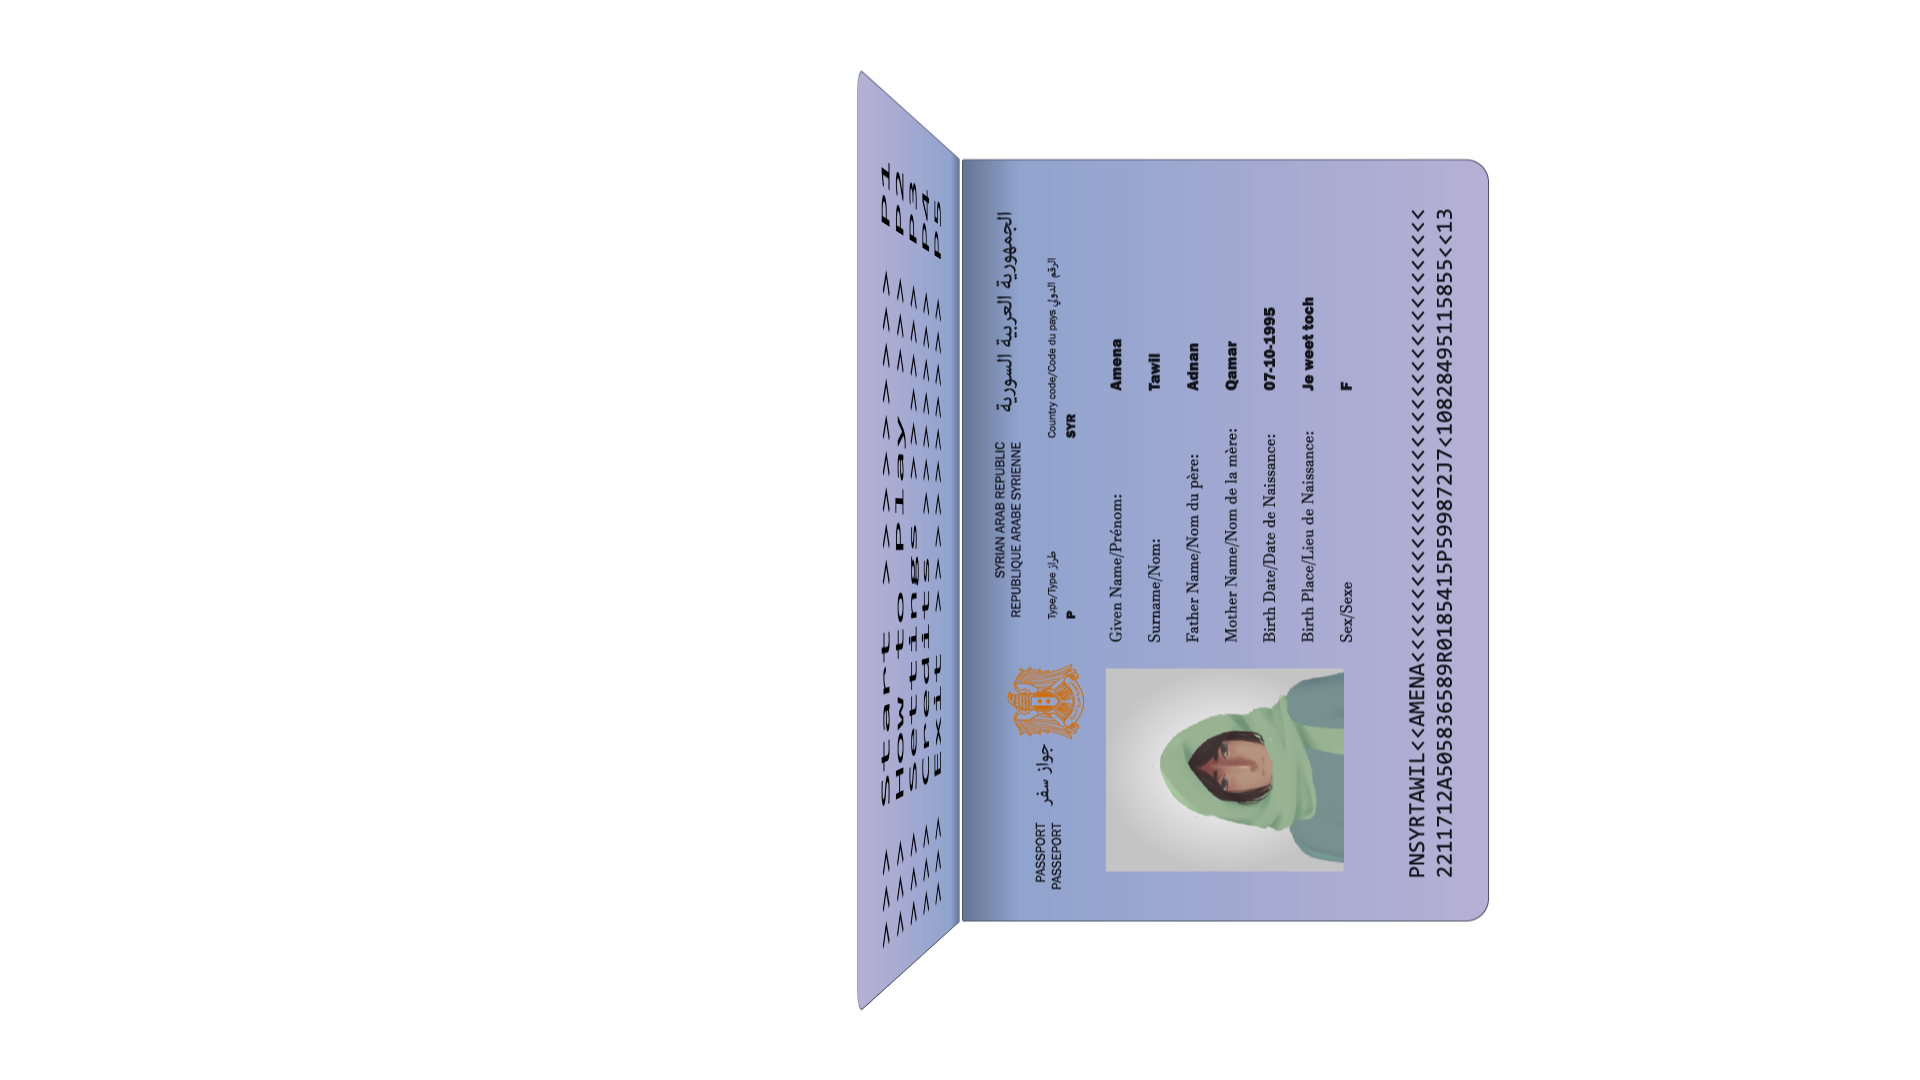 >>> Start >>>>>>>>> P1
>>> How to play >>> P2
>>> Settings >>>>>>> P3
>>> Credits >>>>>>> P4
>>> Exit >>>>>>>>>> P5
PASSPORT
PASSEPORT
جواز سفر
SYRIAN ARAB REPUBLIC
REPUBLIQUE ARABE SYRIENNE
الجمهورية العربية السورية
Type/Type طراز
P
Country code/Code du pays الرقم الدولي
SYR
Given Name/Prénom: Amena
Surname/Nom: Tawil
Father Name/Nom du père: Adnan
Mother Name/Nom de la mère: Qamar
Birth Date/Date de Naissance: 07-10-1995
Birth Place/Lieu de Naissance: Je weet toch
Sex/Sexe F
PNSYRTAWIL<<AMENA<<<<<<<<<<<<<<<<<<<<<<<<<<<<<<<<<<<<
2211712A505836589R0185415P599872J7<10828495115855<<13